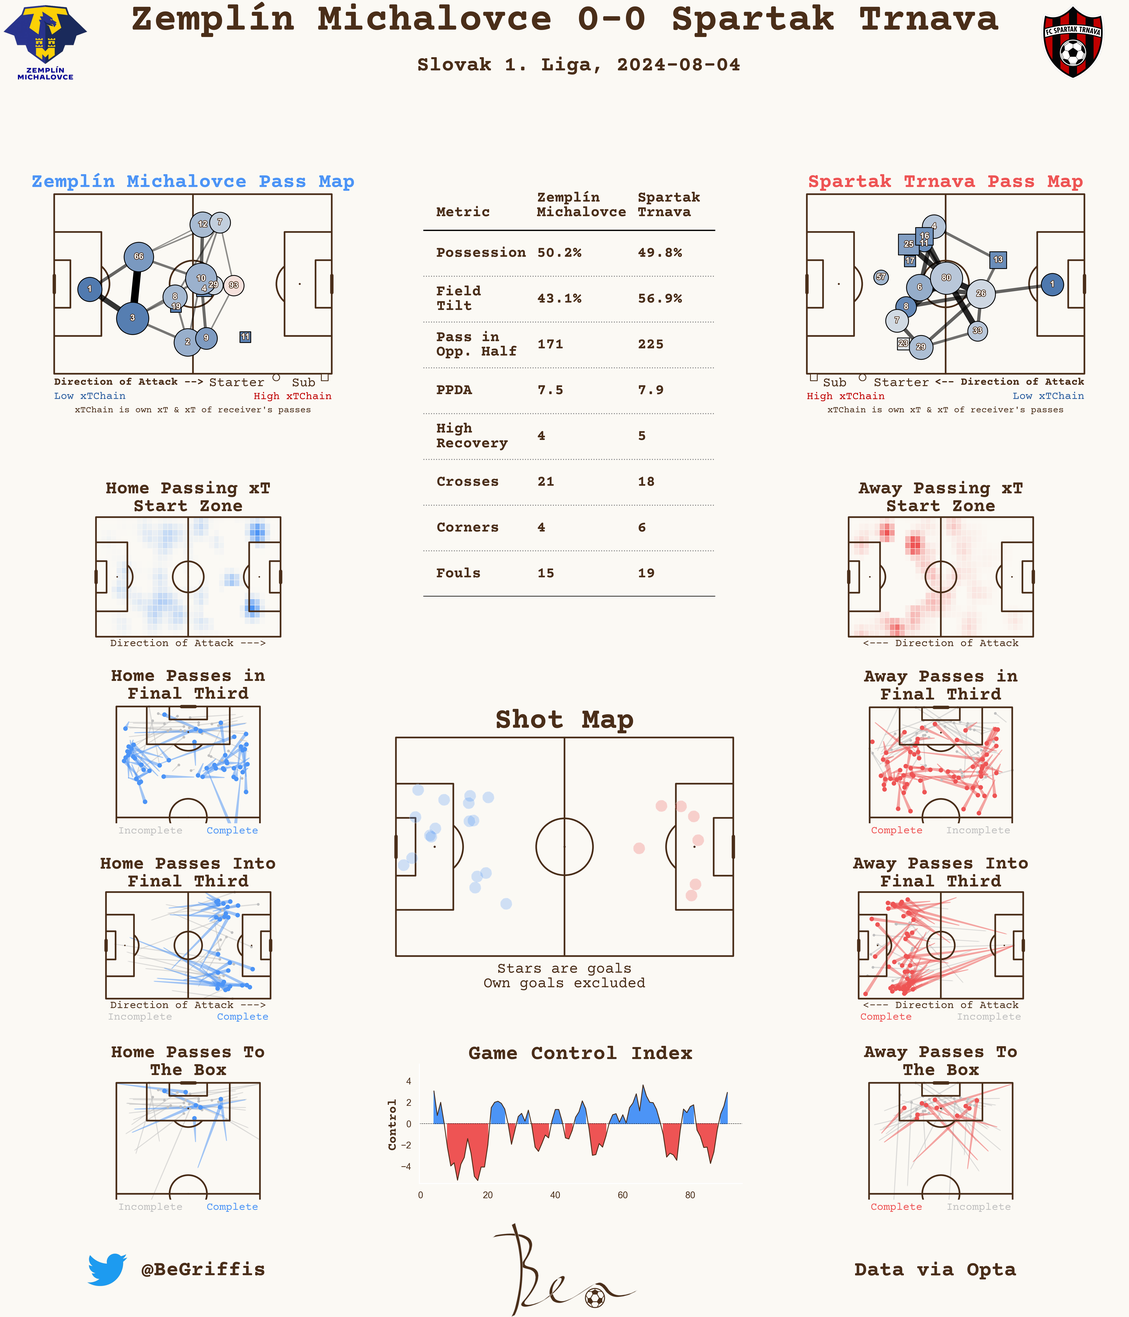 Zemplín Michalovce 0-0 Spartak Trnava
Slovak 1. Liga, 2024-08-04
ZEMPLÍN
MICHALOVCE
FC SPARTAK TRNAVA
Zemplín Michalovce Pass Map
12
7
66
10
1
4
29
93
8
19
3
2
9
11
Direction of Attack --> Starter Sub
Low xTChain High xTChain
xTChain is own xT & xT of receiver's passes
Metric Zemplín Michalovce Spartak Trnava
Possession 50.2% 49.8%
Field Tilt 43.1% 56.9%
Pass in Opp. Half 171 225
PPDA 7.5 7.9
High Recovery 4 5
Crosses 21 18
Corners 4 6
Fouls 15 19
Spartak Trnava Pass Map
4
16
25
11
17
13
57
80
1
6
26
8
7
33
23
29
Sub Starter <-- Direction of Attack
High xTChain Low xTChain
xTChain is own xT & xT of receiver's passes
Home Passing xT
Start Zone
Direction of Attack --->
Away Passing xT
Start Zone
<--- Direction of Attack
Home Passes in
Final Third
Incomplete Complete
Away Passes in
Final Third
Complete Incomplete
Shot Map
Stars are goals
Own goals excluded
Home Passes Into
Final Third
Direction of Attack --->
Incomplete Complete
Away Passes Into
Final Third
<--- Direction of Attack
Complete Incomplete
Home Passes To
The Box
Incomplete Complete
Game Control Index
Control
4
2
0
−2
−4
0 20 40 60 80
Away Passes To
The Box
Complete Incomplete
@BeGriffis
Bea
Data via Opta